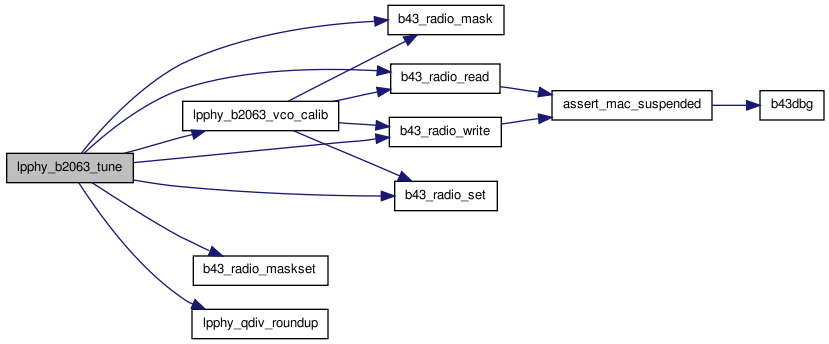 b43_radio_mask
b43_radio_read
assert_mac_suspended
b43dbg
lpphy_b2063_vco_calib
b43_radio_write
lpphy_b2063_tune
b43_radio_set
b43_radio_maskset
lpphy_qdiv_roundup